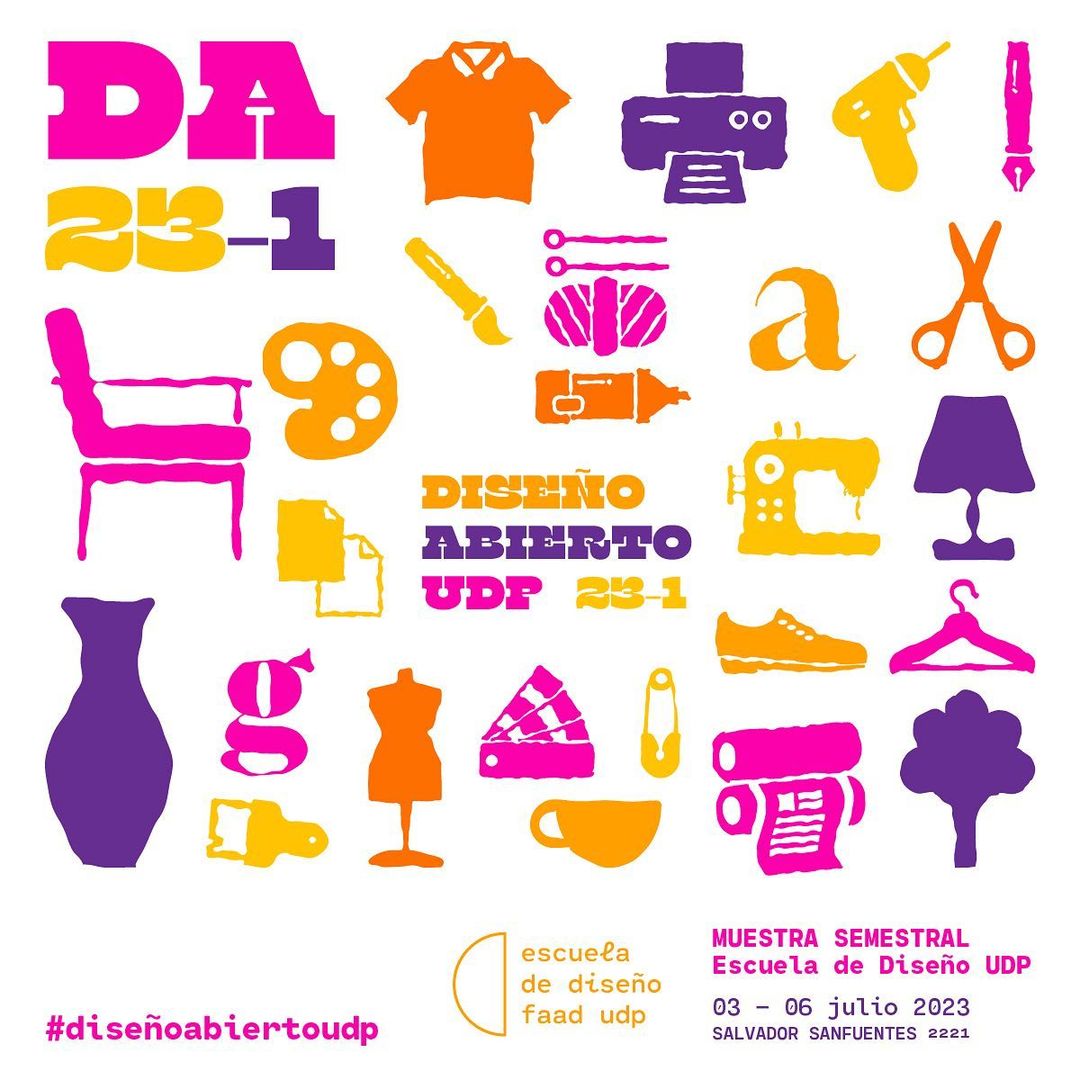 DA
23-1
a
DISEÑO
ABIERTO
UDP 23-1
g
escuela
de diseño
faad udp
MUESTRA SEMESTRAL
Escuela de Diseño UDP
03 – 06 julio 2023
SALVADOR SANFUENTES 2221
#diseñoabiertoudp